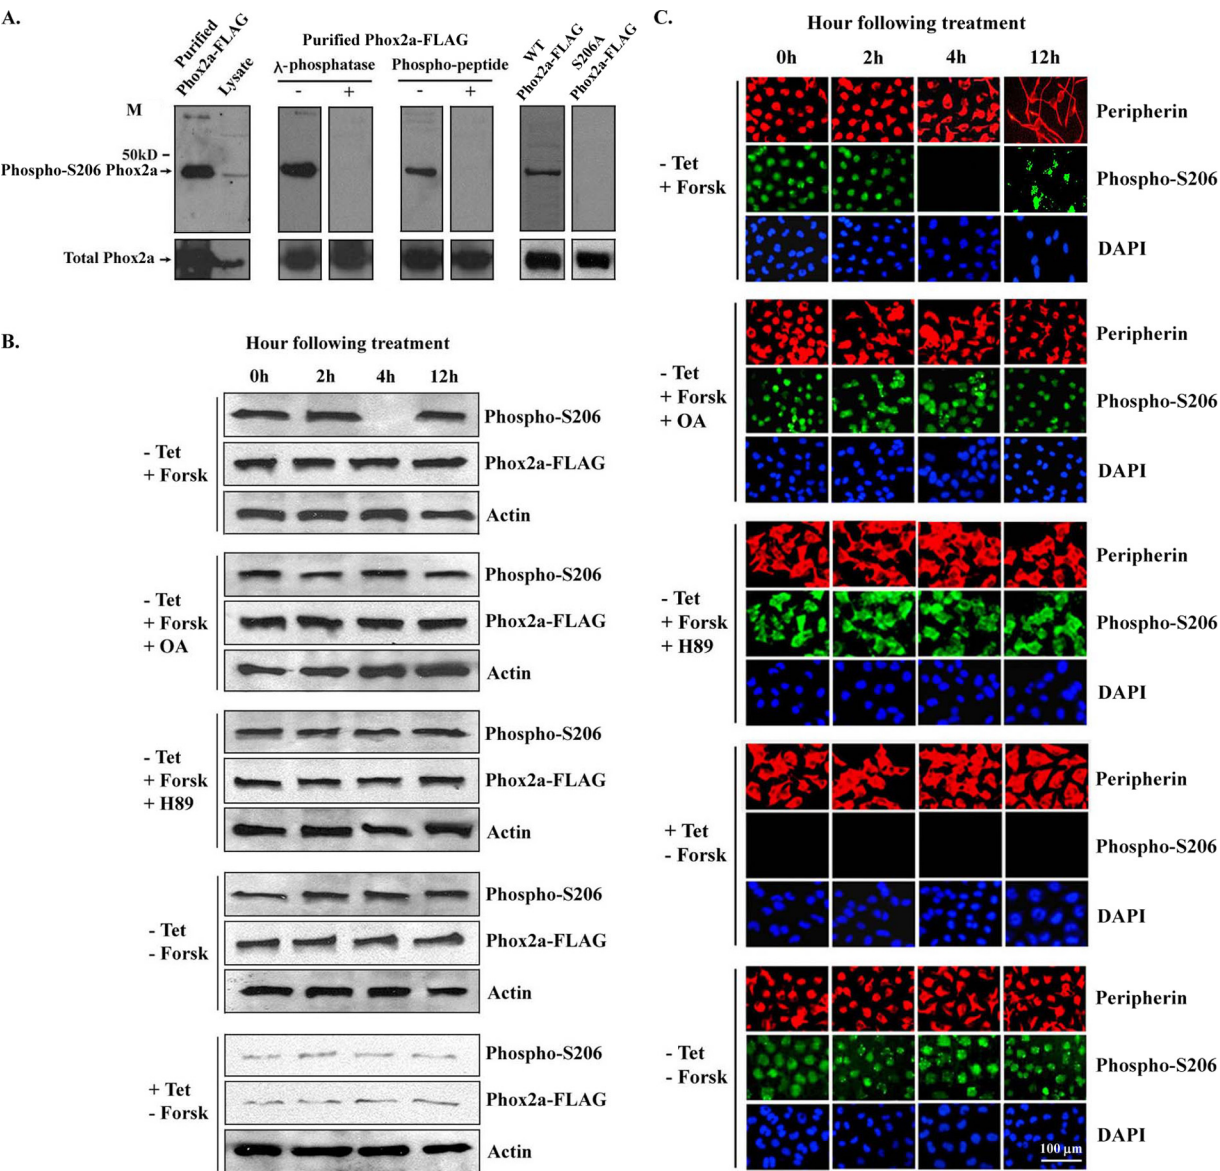 A.
Purified
Phox2a-FLAG
Lysate
Purified Phox2a-FLAG
λ-phosphatase
Phospho-peptide
- +
- +
WT
Phox2a-FLAG
S206A
Phox2a-FLAG
M
50kD
Phospho-S206 Phox2a
Total Phox2a
B.
Hour following treatment
0h 2h 4h 12h
- Tet
+ Forsk
Phospho-S206
Phox2a-FLAG
Actin
- Tet
+ Forsk
+ OA
Phospho-S206
Phox2a-FLAG
Actin
- Tet
+ Forsk
+ H89
Phospho-S206
Phox2a-FLAG
Actin
- Tet
- Forsk
Phospho-S206
Phox2a-FLAG
Actin
+ Tet
- Forsk
Phospho-S206
Phox2a-FLAG
Actin
C.
Hour following treatment
0h 2h 4h 12h
- Tet
+ Forsk
Peripherin
Phospho-S206
DAPI
- Tet
+ Forsk
+ OA
Peripherin
Phospho-S206
DAPI
- Tet
+ Forsk
+ H89
Peripherin
Phospho-S206
DAPI
+ Tet
- Forsk
Peripherin
Phospho-S206
DAPI
- Tet
- Forsk
Peripherin
Phospho-S206
DAPI
100 µm